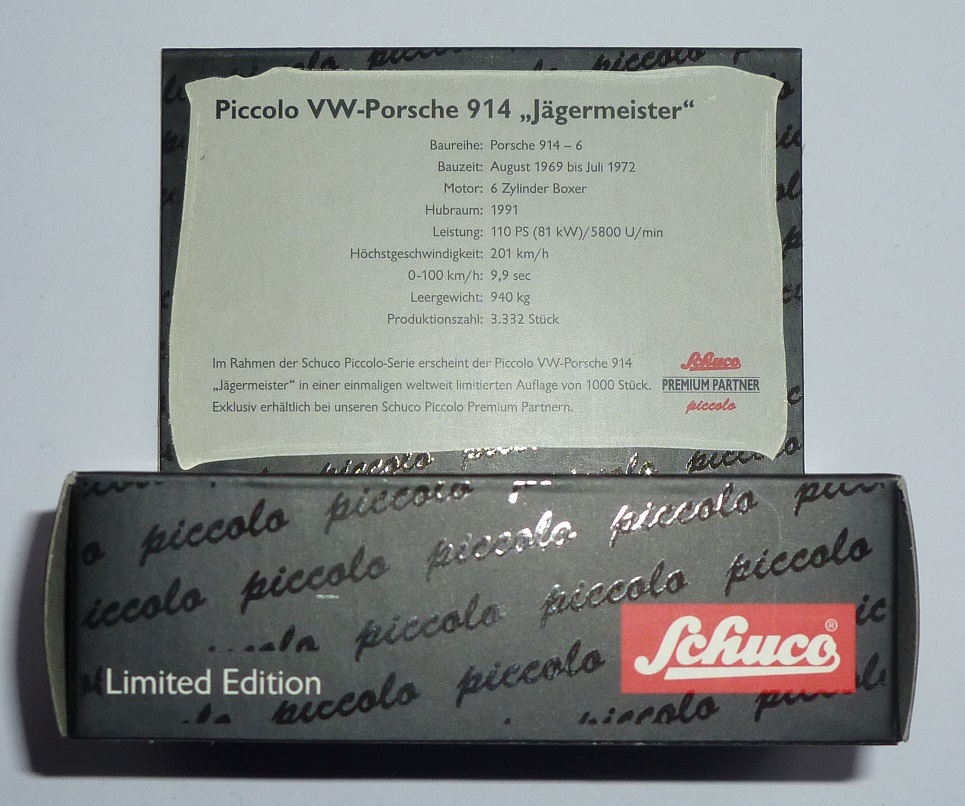 Piccolo VW-Porsche 914 „Jägermeister“
Baureihe: Porsche 914 – 6
Bauzeit: August 1969 bis Juli 1972
Motor: 6 Zylinder Boxer
Hubraum: 1991
Leistung: 110 PS (81 kW)/5800 U/min
Höchstgeschwindigkeit: 201 km/h
0-100 km/h: 9,9 sec
Leergewicht: 940 kg
Produktionszahl: 3.332 Stück
Im Rahmen der Schuco Piccolo-Serie erscheint der Piccolo VW-Porsche 914
„Jägermeister“ in einer einmaligen weltweit limitierten Auflage von 1000 Stück.
Exklusiv erhältlich bei unseren Schuco Piccolo Premium Partnern.
Schuco
PREMIUM PARTNER
piccolo
piccolo piccolo piccolo piccolo
piccolo piccolo piccolo piccolo
piccolo piccolo
Limited Edition
Schuco®